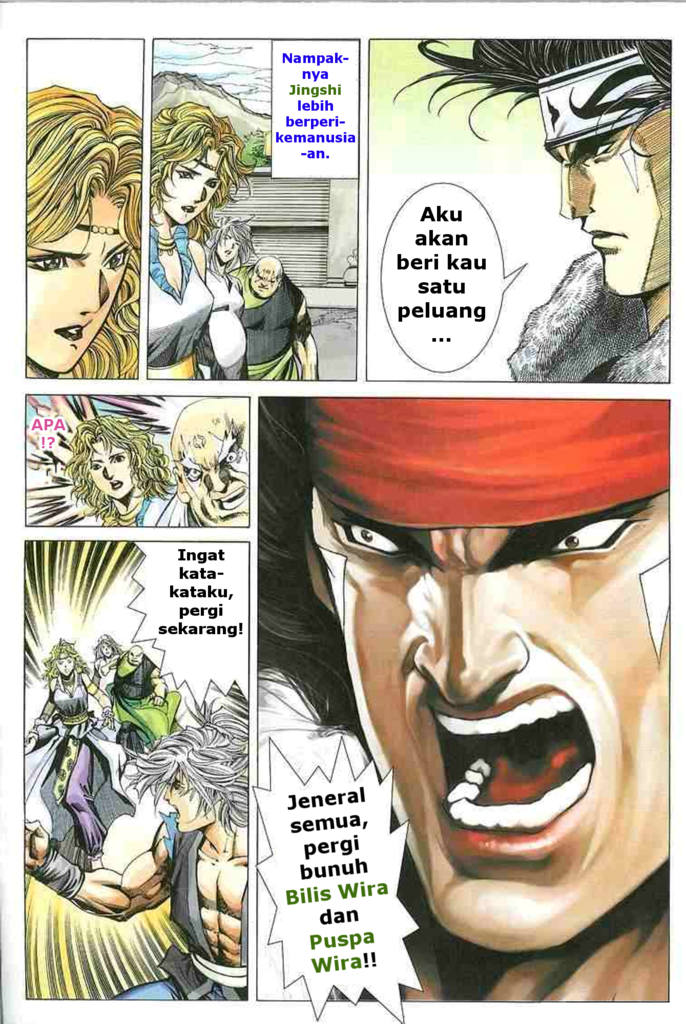 Nampak-
nya
Jingshi
lebih
berperi-
kemanusia
-an.
Aku
akan
beri kau
satu
peluang
...
APA
!?
Ingat
kata-
kataku,
pergi
sekarang!
Jeneral
semua,
pergi
bunuh
Bilis Wira
dan
Puspa
Wira!!